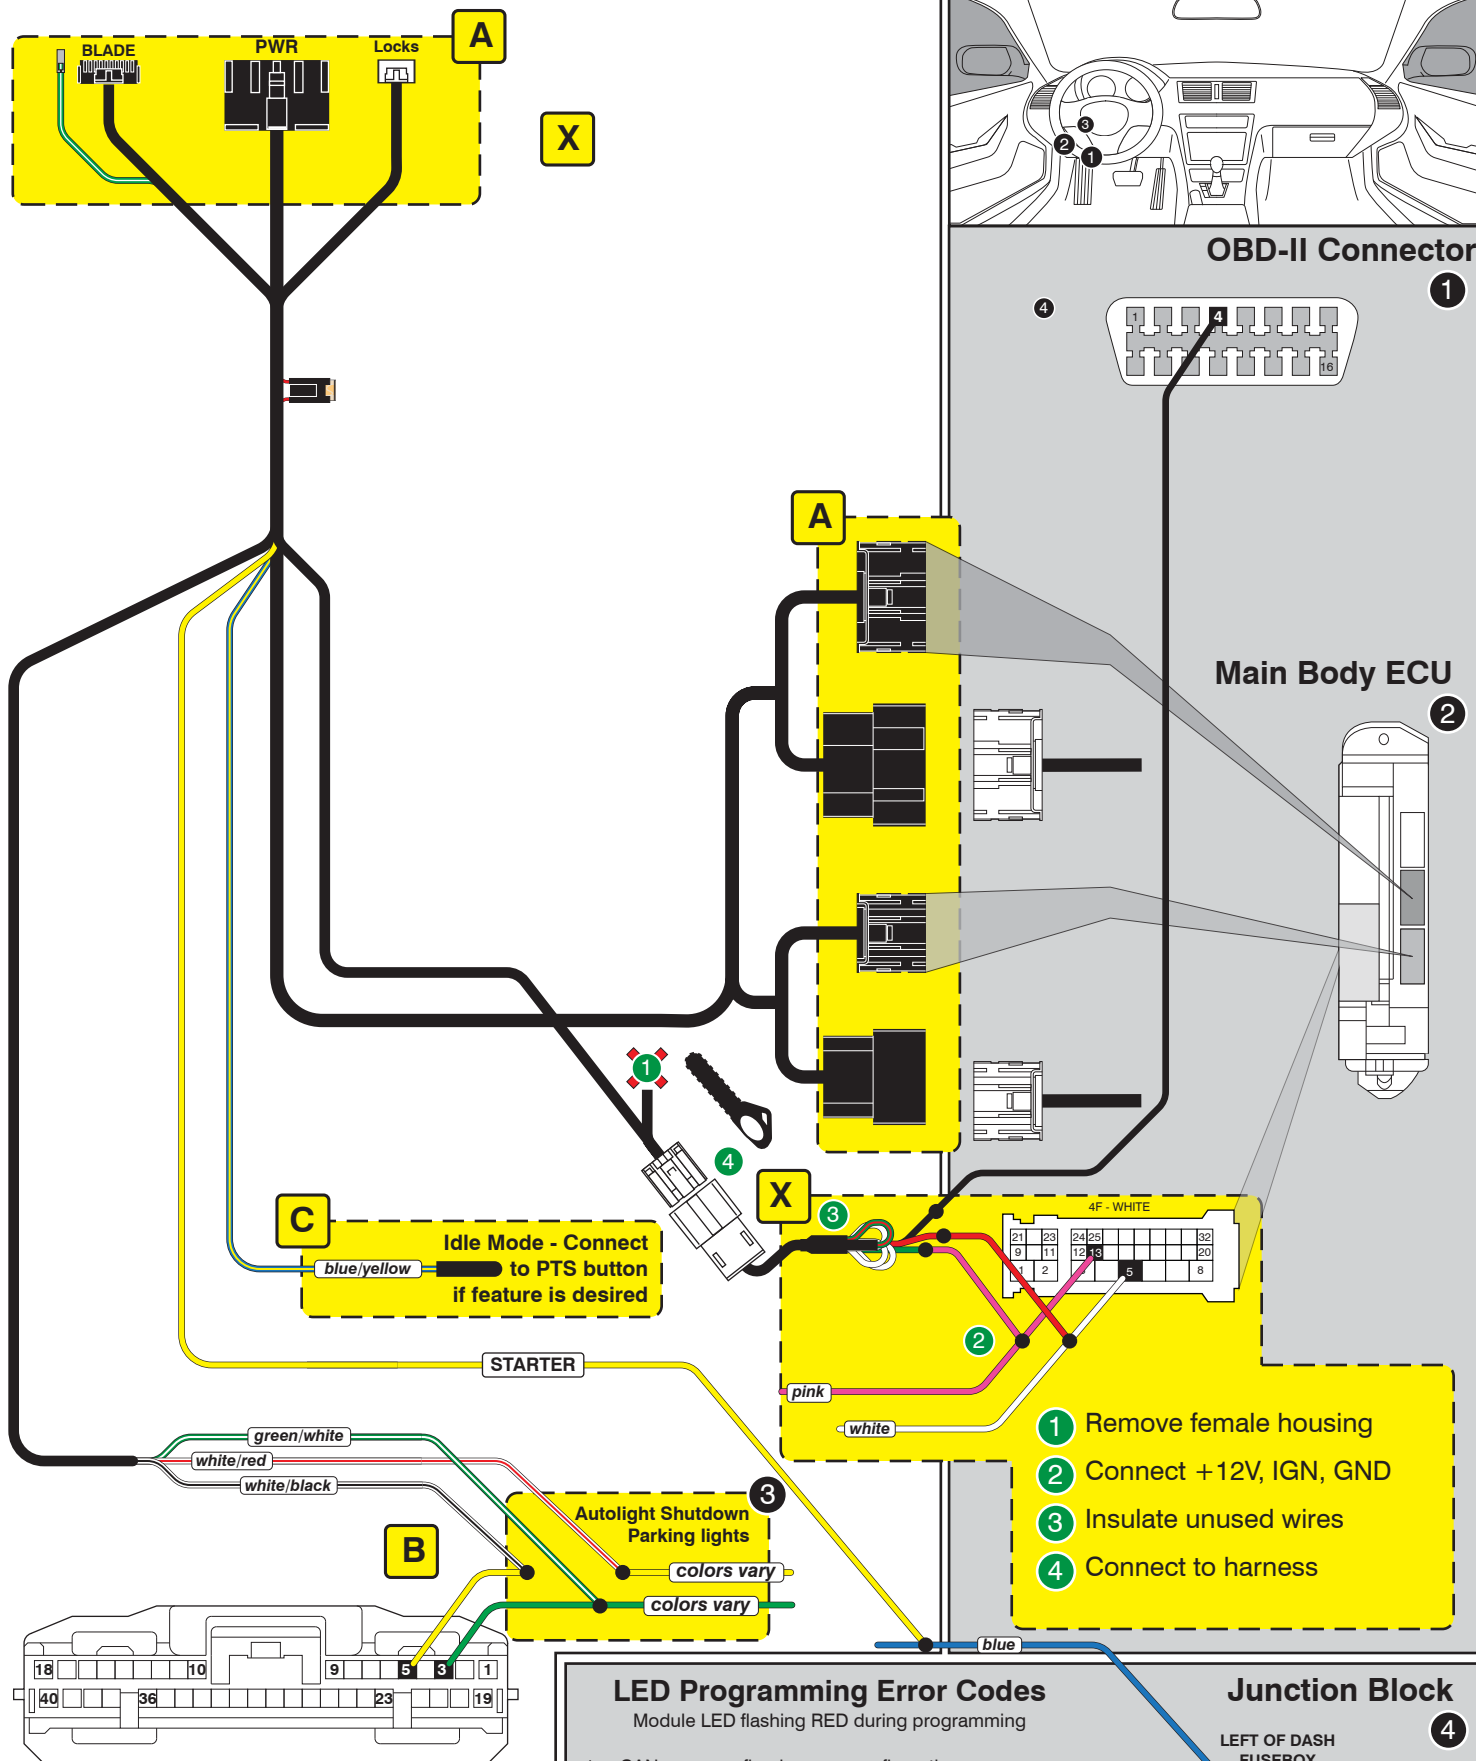 A
BLADE
PWR
Locks
X
3
2
1
OBD-II Connector
1
4
1
4
16
A
Main Body ECU
2
1
4
X
3
4F - WHITE
21 23 24 25 32
9 11 12 13 20
1 2 5 8
C
Idle Mode - Connect
to PTS button
if feature is desired
blue/yellow
2
STARTER
pink
white
1 Remove female housing
2 Connect +12V, IGN, GND
3 Insulate unused wires
4 Connect to harness
green/white
white/red
white/black
3
Autolight Shutdown
Parking lights
B
colors vary
colors vary
blue
18 10 9 5 3 1
40 36 23 19
LED Programming Error Codes
Module LED flashing RED during programming
Junction Block
4
LEFT OF DASH
FUSEBOX